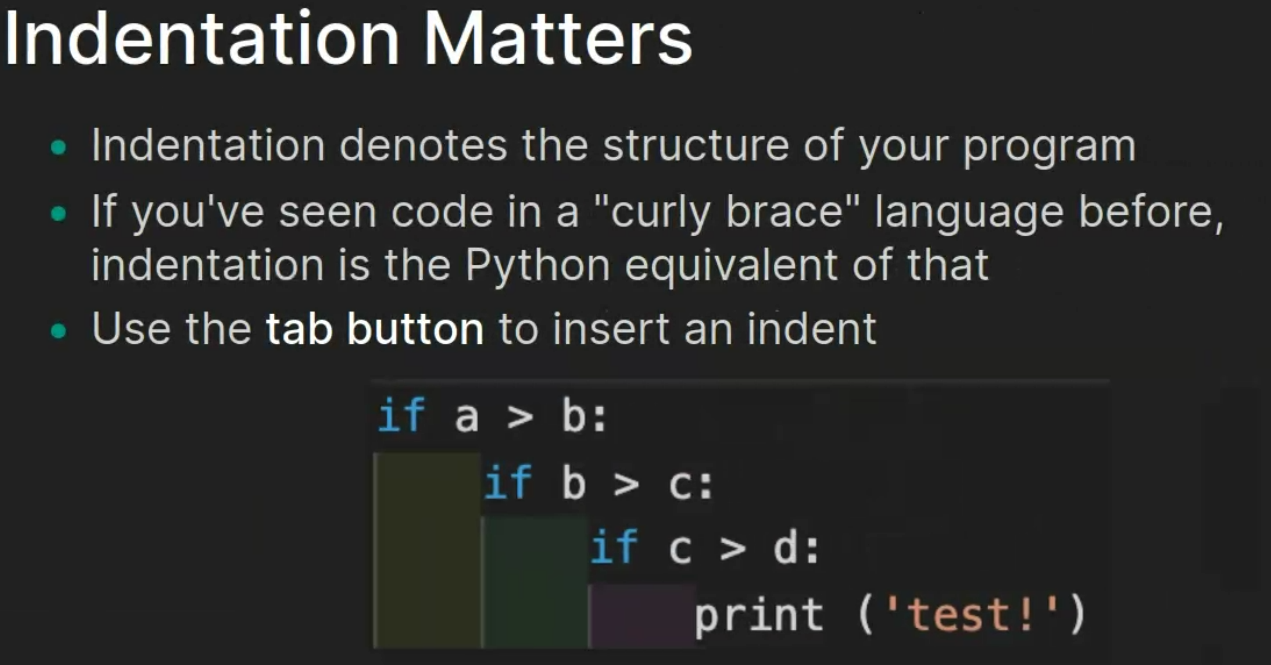 Indentation Matters
Indentation denotes the structure of your program
If you've seen code in a "curly brace" language before,
indentation is the Python equivalent of that
Use the tab button to insert an indent
if a > b:
if b > c:
if c > d:
print ('test!')